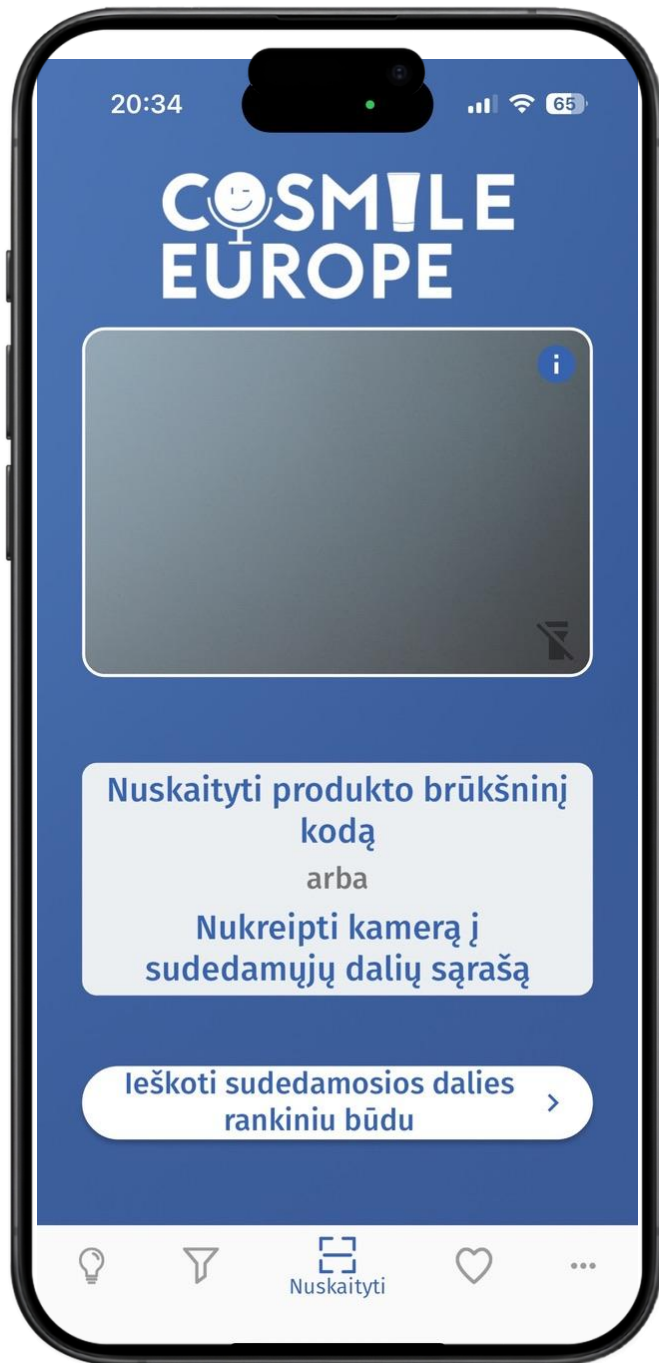 20:34
65
COSMILE
EUROPE
i
Nuskaityti produkto brūkšninį
kodą
arba
Nukreipti kamerą į
sudedamųjų dalių sąrašą
Ieškoti sudedamosios dalies
rankiniu būdu
Nuskaityti